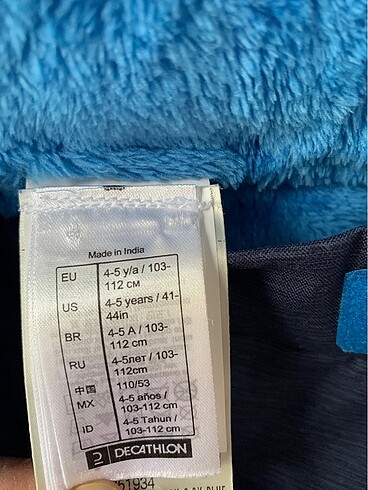 Made in India
EU 4-5 y/a / 103-
112 CM
US 4-5 years / 41-
44in
BR 4-5 A / 103-
112 cm
RU 4-5лет / 103-
112cm
中国 110/53
MX 4-5 años /
103-112 cm
ID 4-5 Tahun /
103-112 cm
DECATHLON
51934